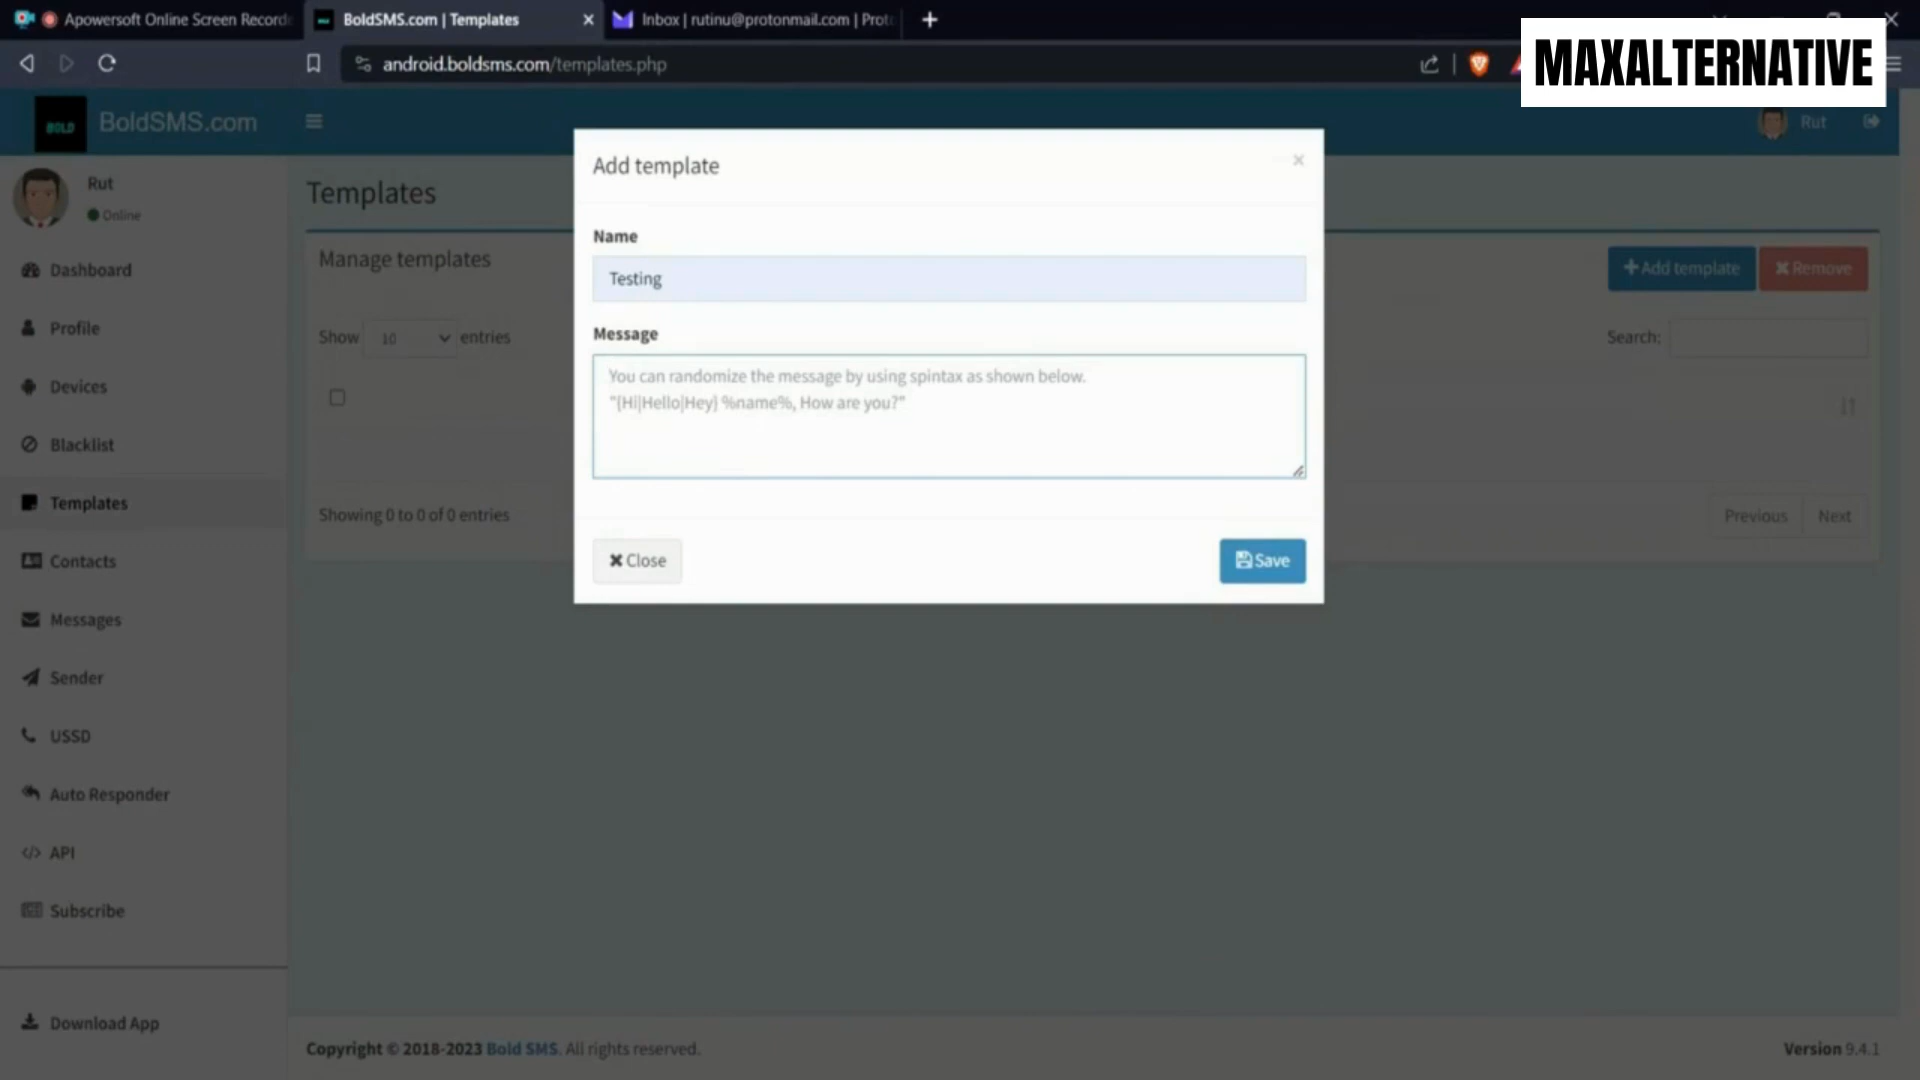 Apowersoft Online Screen Record
BoldSMS.com | Templates
Inbox | rutinu@protonmail.com | Prot
android.boldsms.com/templates.php
MAXALTERNATIVE
BOLD
BoldSMS.com
Rut
Rut
Online
Dashboard
Profile
Devices
Blacklist
Templates
Contacts
Messages
Sender
USSD
Auto Responder
API
Subscribe
Download App
Templates
Manage templates
Add template
Remove
Show 10 entries
Search:
Showing 0 to 0 of 0 entries
Previous
Next
Add template
Name
Testing
Message
You can randomize the message by using spintax as shown below.
"{Hi|Hello|Hey} %name%, How are you?"
Close
Save
Copyright © 2018-2023 Bold SMS. All rights reserved.
Version 9.4.1